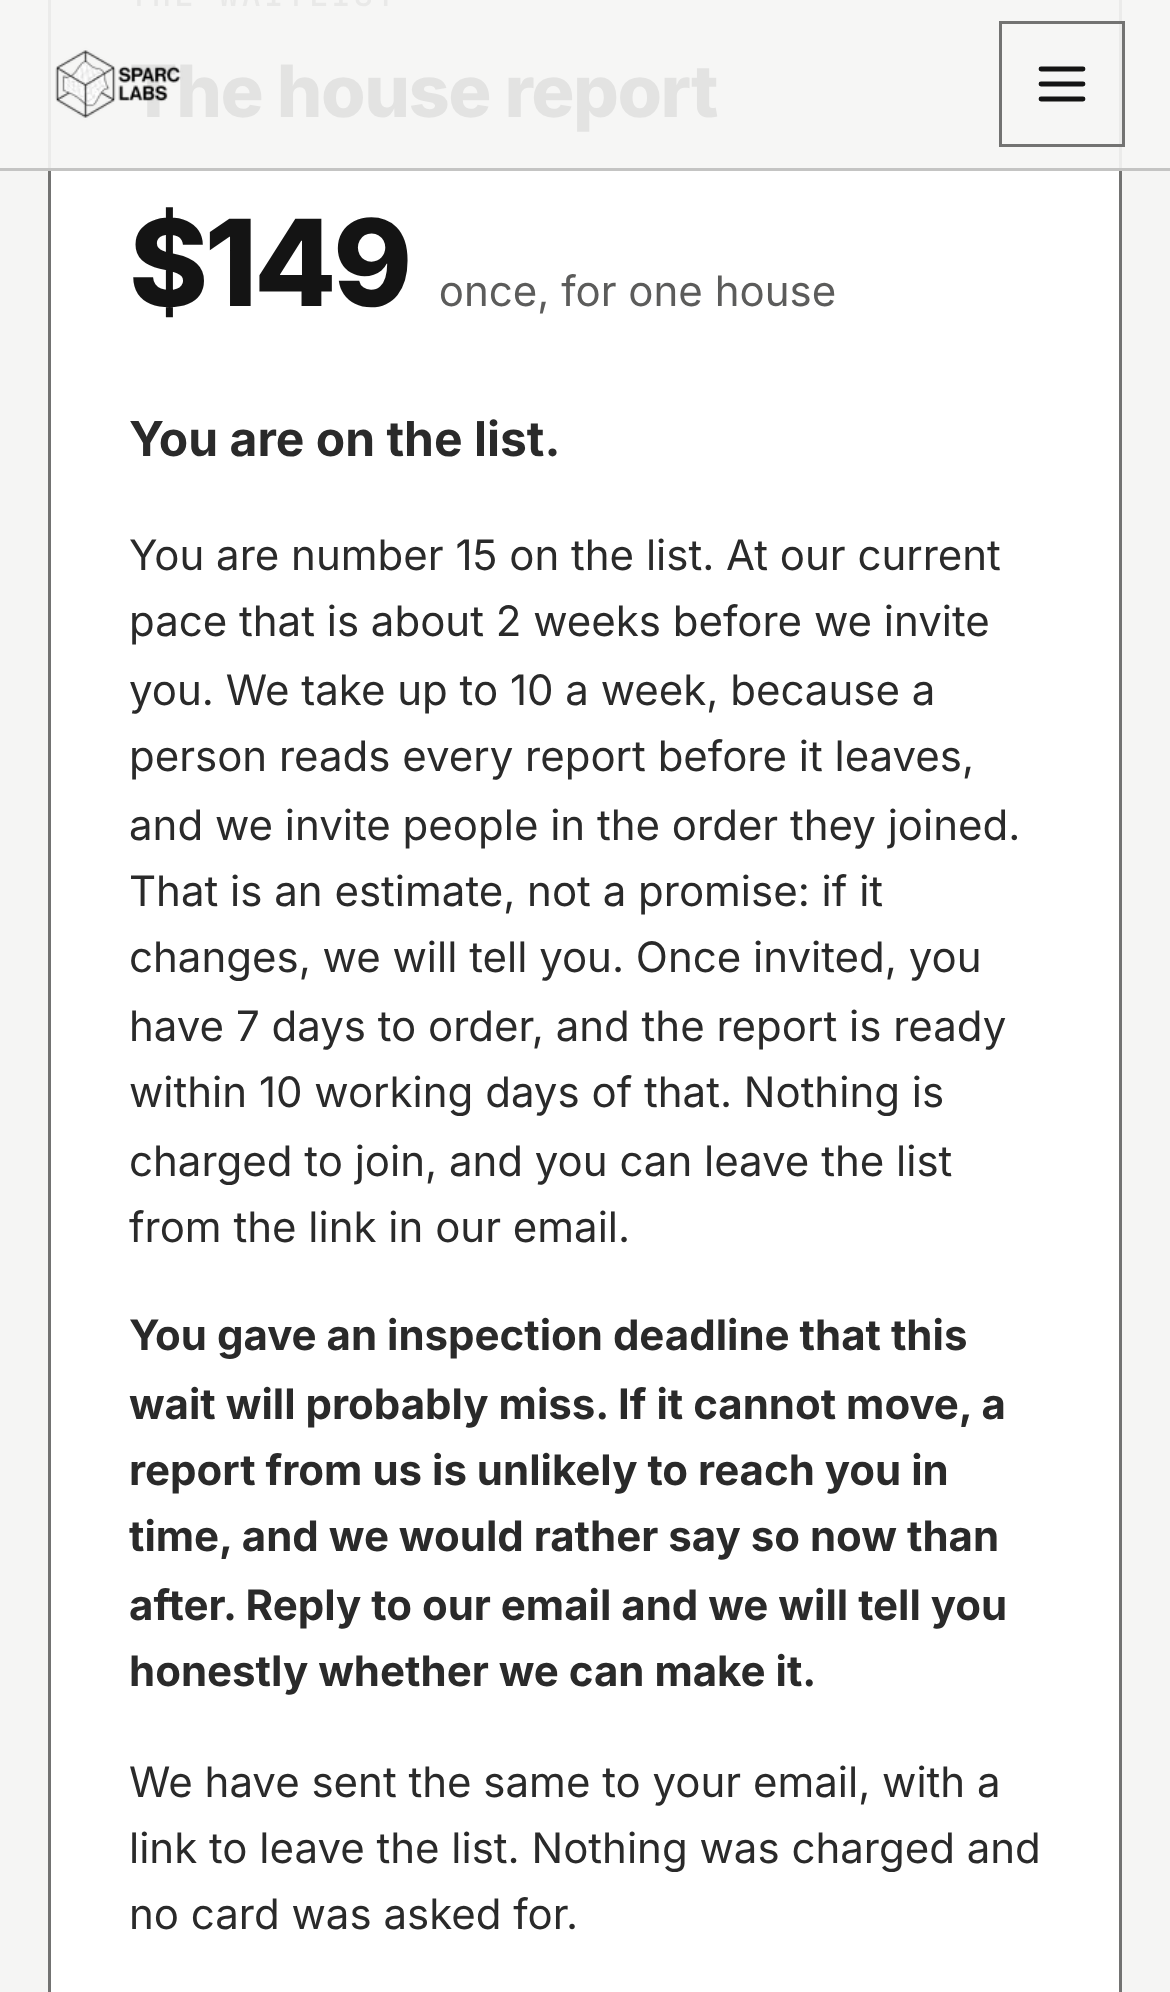 THE WAITLIST
SPARC
LABS
The house report
$149 once, for one house
You are on the list.
You are number 15 on the list. At our current
pace that is about 2 weeks before we invite
you. We take up to 10 a week, because a
person reads every report before it leaves,
and we invite people in the order they joined.
That is an estimate, not a promise: if it
changes, we will tell you. Once invited, you
have 7 days to order, and the report is ready
within 10 working days of that. Nothing is
charged to join, and you can leave the list
from the link in our email.
You gave an inspection deadline that this
wait will probably miss. If it cannot move, a
report from us is unlikely to reach you in
time, and we would rather say so now than
after. Reply to our email and we will tell you
honestly whether we can make it.
We have sent the same to your email, with a
link to leave the list. Nothing was charged and
no card was asked for.